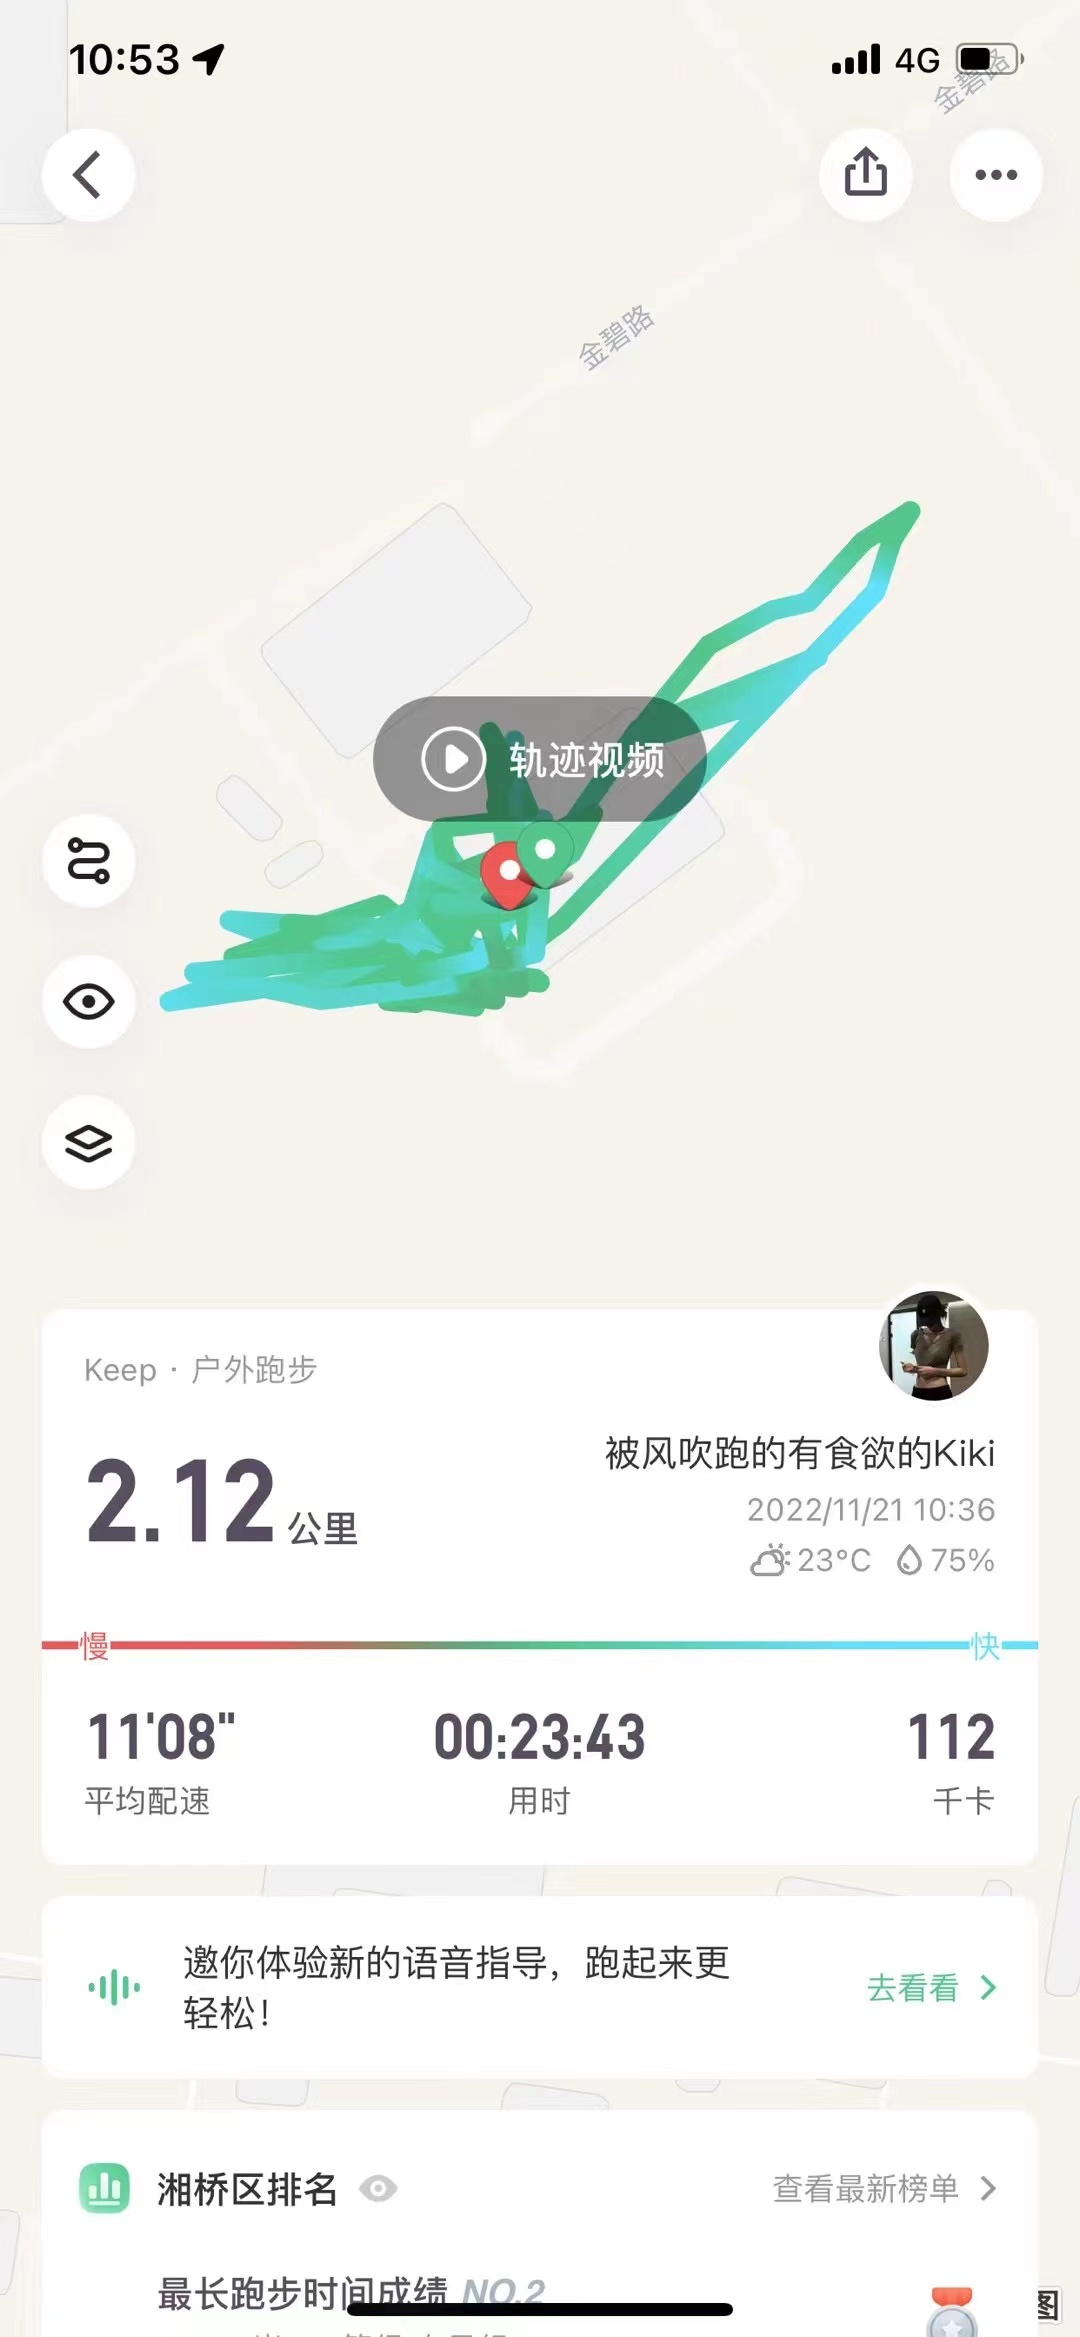 10:53
4G
金碧路
金碧路
轨迹视频
Keep · 户外跑步
被风吹跑的有食欲的Kiki
2.12 公里
2022/11/21 10:36
23°C 75%
慢
快
11'08"
00:23:43
112
平均配速
用时
千卡
邀你体验新的语音指导，跑起来更
轻松！
去看看
湘桥区排名
查看最新榜单
最长跑步时间成绩 NO.2
图